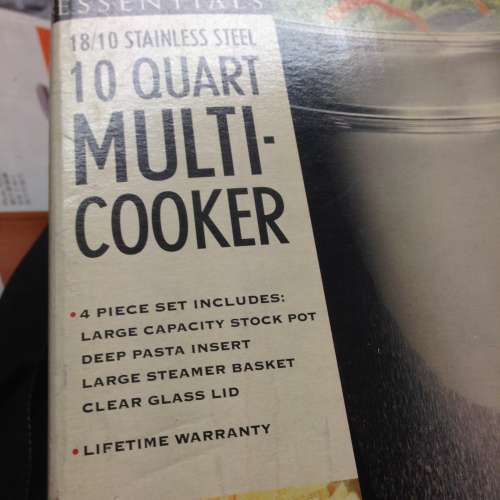 ESSENTIALS
18/10 STAINLESS STEEL
10 QUART
MULTI-
COOKER
• 4 PIECE SET INCLUDES:
LARGE CAPACITY STOCK POT
DEEP PASTA INSERT
LARGE STEAMER BASKET
CLEAR GLASS LID
• LIFETIME WARRANTY